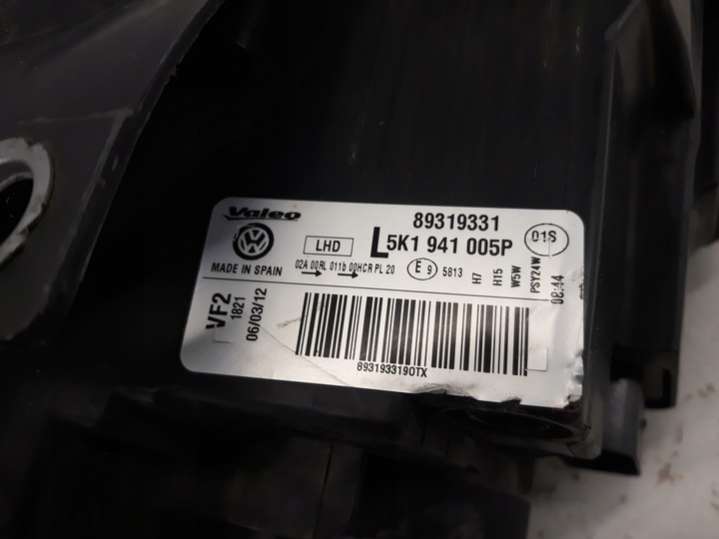 Valeo
89319331
LHD
L 5K1 941 005P
01S
MADE IN SPAIN
02A 00RL 011b 00HCR PL 20
E 9 5813
H7
H15
W5W
PSY24W
08:44
VF2
1821
06/03/12
8931933190TX